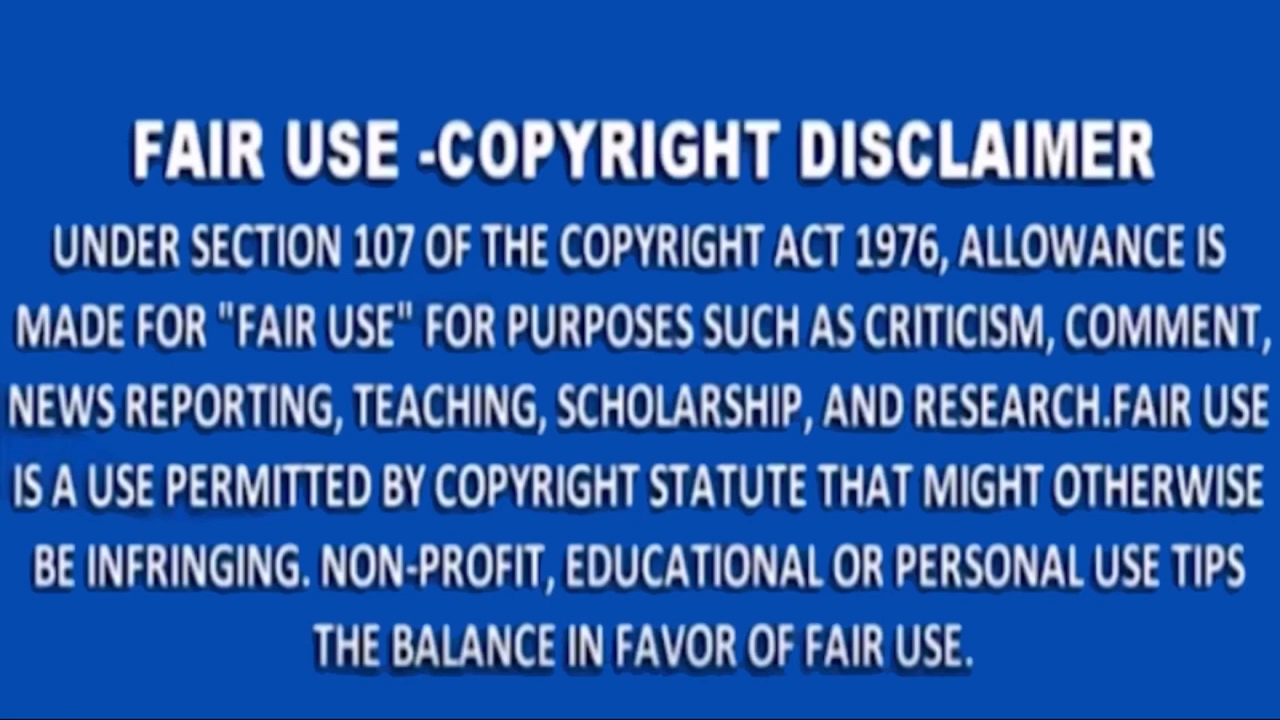 FAIR USE -COPYRIGHT DISCLAIMER
UNDER SECTION 107 OF THE COPYRIGHT ACT 1976, ALLOWANCE IS
MADE FOR "FAIR USE" FOR PURPOSES SUCH AS CRITICISM, COMMENT,
NEWS REPORTING, TEACHING, SCHOLARSHIP, AND RESEARCH.FAIR USE
IS A USE PERMITTED BY COPYRIGHT STATUTE THAT MIGHT OTHERWISE
BE INFRINGING. NON-PROFIT, EDUCATIONAL OR PERSONAL USE TIPS
THE BALANCE IN FAVOR OF FAIR USE.